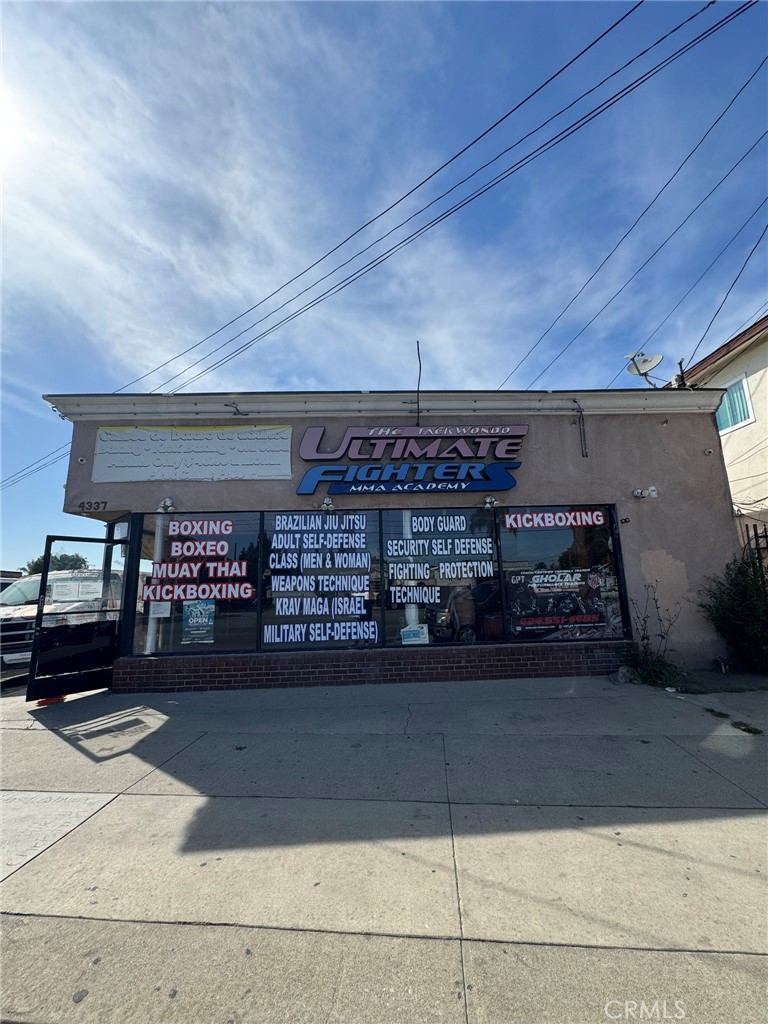 THE TAEKWONDO
ULTIMATE
FIGHTERS
MMA ACADEMY
4337
BOXING
BOXEO
MUAY THAI
KICKBOXING
OPEN
BRAZILIAN JIU JITSU
ADULT SELF-DEFENSE
CLASS (MEN & WOMAN)
WEAPONS TECHNIQUE
KRAV MAGA (ISRAEL
MILITARY SELF-DEFENSE)
BODY GUARD
SECURITY SELF DEFENSE
FIGHTING - PROTECTION
TECHNIQUE
KICKBOXING
GPT GHOLAR
CRMLS